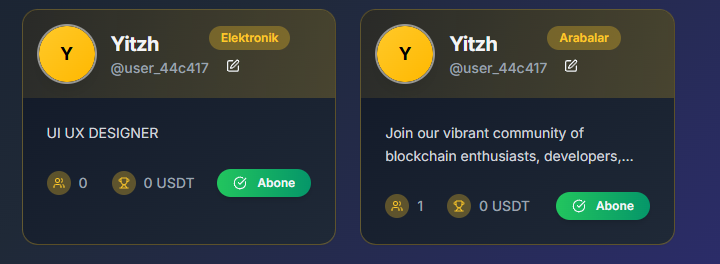 Y
Yitzh
Elektronik
@user_44c417
UI UX DESIGNER
0
0 USDT
Abone
Y
Yitzh
Arabalar
@user_44c417
Join our vibrant community of
blockchain enthusiasts, developers,...
1
0 USDT
Abone